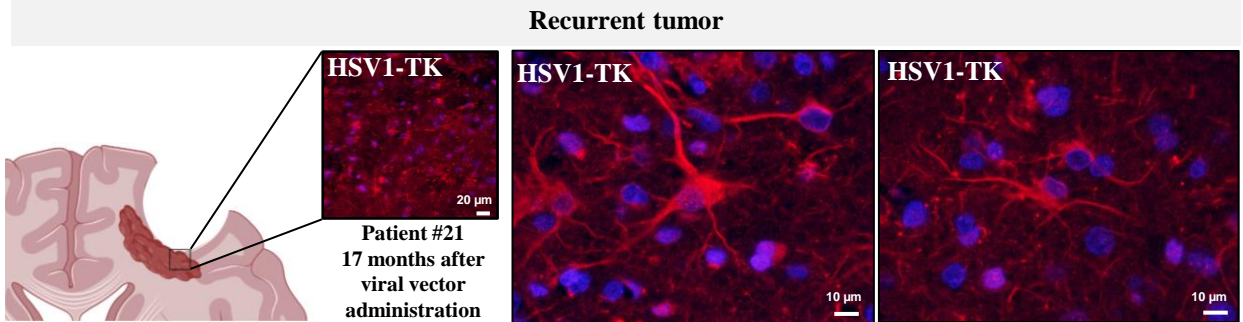 Recurrent tumor
HSV1-TK
20 µm
Patient #21
17 months after
viral vector
administration
HSV1-TK
10 µm
HSV1-TK
10 µm